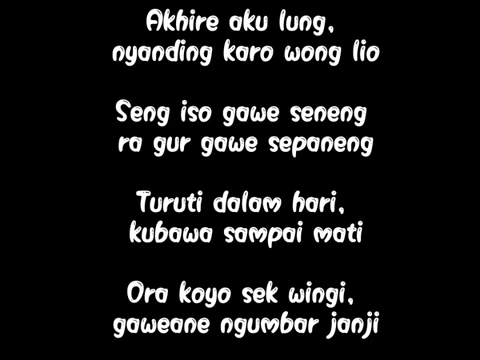 Akhire aku lung,
nyanding karo wong lio
Seng iso gawe seneng
ra gur gawe sepaneng
Turuti dalam hari,
kubawa sampai mati
Ora koyo sek wingi,
gaweane ngumbar janji